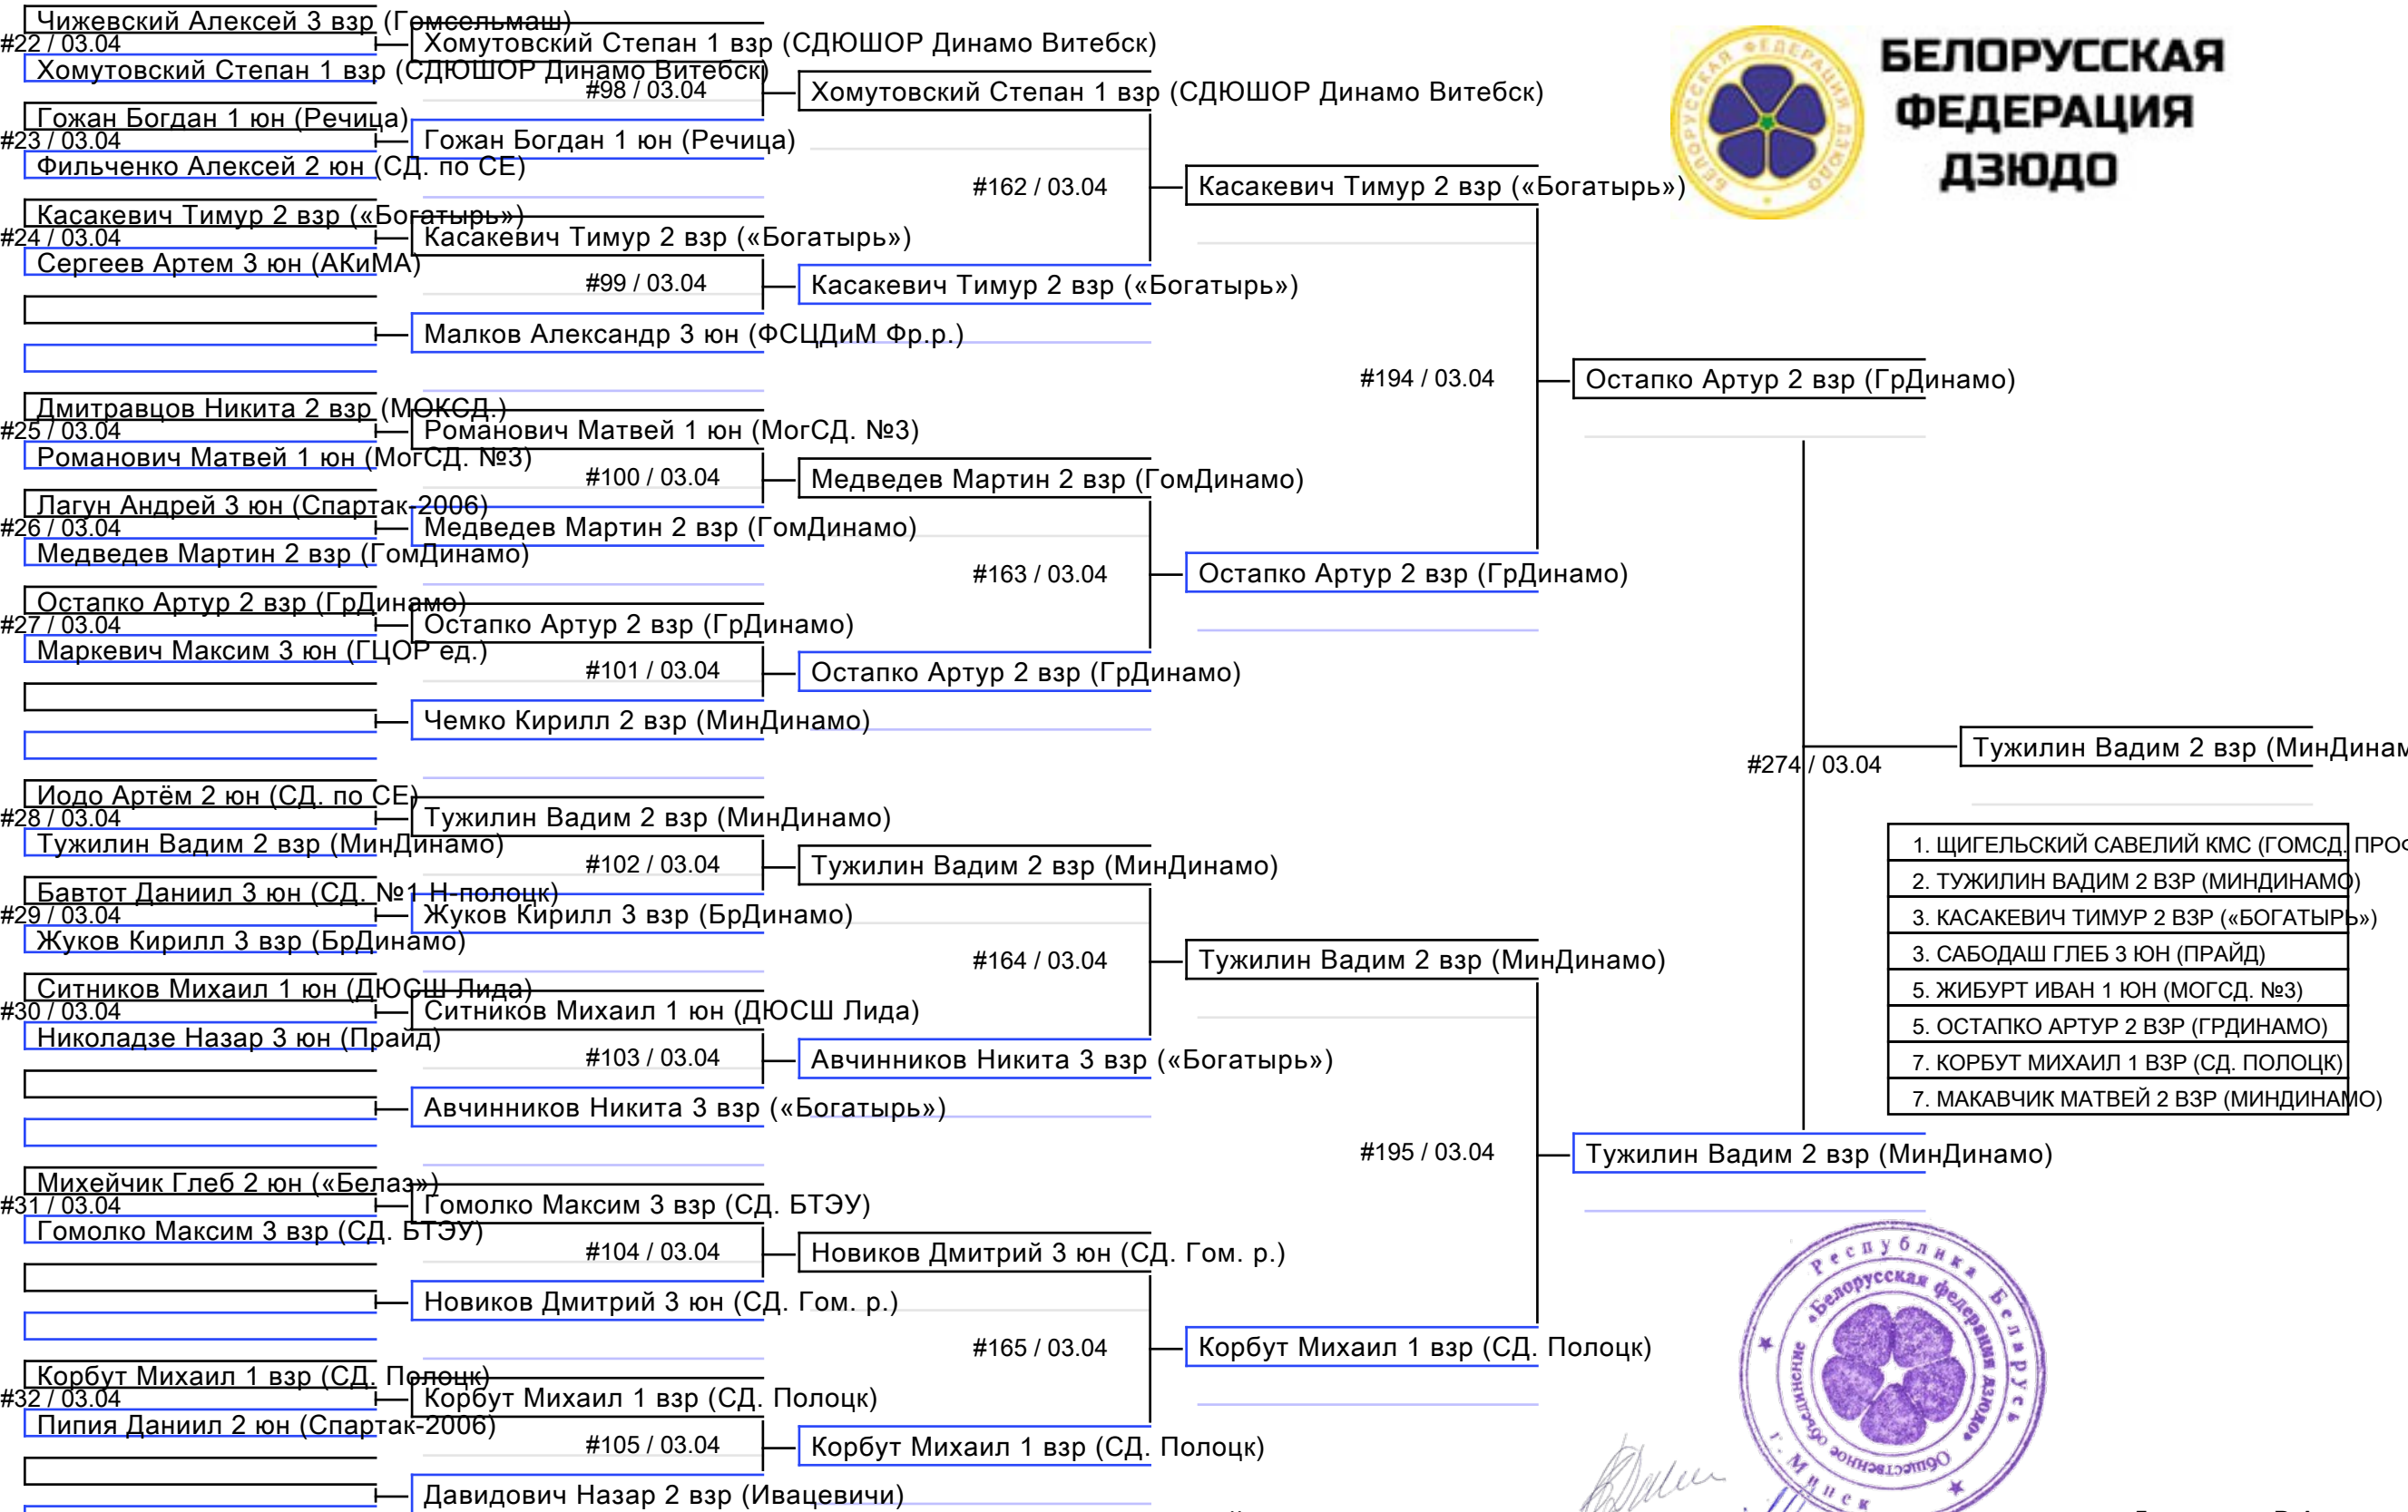 Чижевский Алексей 3 взр (Гомсельмаш)
#22 / 03.04
Хомутовский Степан 1 взр (СДЮШОР Динамо Витебск)
Гожан Богдан 1 юн (Речица)
#23 / 03.04
Фильченко Алексей 2 юн (СД. по СЕ)
Касакевич Тимур 2 взр («Богатырь»)
#24 / 03.04
Сергеев Артем 3 юн (АКиМА)
Дмитравцов Никита 2 взр (МОКСД.)
#25 / 03.04
Романович Матвей 1 юн (МогСД. №3)
Лагун Андрей 3 юн (Спартак-2006)
#26 / 03.04
Медведев Мартин 2 взр (ГомДинамо)
Остапко Артур 2 взр (ГрДинамо)
#27 / 03.04
Маркевич Максим 3 юн (ГЦОР ед.)
Иодо Артём 2 юн (СД. по СЕ)
#28 / 03.04
Тужилин Вадим 2 взр (МинДинамо)
Бавтот Даниил 3 юн (СД. №1 Н-полоцк)
#29 / 03.04
Жуков Кирилл 3 взр (БрДинамо)
Ситников Михаил 1 юн (ДЮСШ Лида)
#30 / 03.04
Николадзе Назар 3 юн (Прайд)
Михейчик Глеб 2 юн («Белаз»)
#31 / 03.04
Гомолко Максим 3 взр (СД. БТЭУ)
Корбут Михаил 1 взр (СД. Полоцк)
#32 / 03.04
Пипия Даниил 2 юн (Спартак-2006)
Хомутовский Степан 1 взр (СДЮШОР Динамо Витебск)
#98 / 03.04
Гожан Богдан 1 юн (Речица)
Касакевич Тимур 2 взр («Богатырь»)
#99 / 03.04
Малков Александр 3 юн (ФСЦДиМ Фр.р.)
Романович Матвей 1 юн (МогСД. №3)
#100 / 03.04
Медведев Мартин 2 взр (ГомДинамо)
Остапко Артур 2 взр (ГрДинамо)
#101 / 03.04
Чемко Кирилл 2 взр (МинДинамо)
Тужилин Вадим 2 взр (МинДинамо)
#102 / 03.04
Жуков Кирилл 3 взр (БрДинамо)
Ситников Михаил 1 юн (ДЮСШ Лида)
#103 / 03.04
Авчинников Никита 3 взр («Богатырь»)
Гомолко Максим 3 взр (СД. БТЭУ)
#104 / 03.04
Новиков Дмитрий 3 юн (СД. Гом. р.)
Корбут Михаил 1 взр (СД. Полоцк)
#105 / 03.04
Давидович Назар 2 взр (Ивацевичи)
Хомутовский Степан 1 взр (СДЮШОР Динамо Витебск)
#162 / 03.04
Касакевич Тимур 2 взр («Богатырь»)
Медведев Мартин 2 взр (ГомДинамо)
#163 / 03.04
Остапко Артур 2 взр (ГрДинамо)
Тужилин Вадим 2 взр (МинДинамо)
#164 / 03.04
Авчинников Никита 3 взр («Богатырь»)
Новиков Дмитрий 3 юн (СД. Гом. р.)
#165 / 03.04
Корбут Михаил 1 взр (СД. Полоцк)
Касакевич Тимур 2 взр («Богатырь»)
#194 / 03.04
Остапко Артур 2 взр (ГрДинамо)
Тужилин Вадим 2 взр (МинДинамо)
#195 / 03.04
Корбут Михаил 1 взр (СД. Полоцк)
Остапко Артур 2 взр (ГрДинамо)
#274 / 03.04
Тужилин Вадим 2 взр (МинДинамо)
Тужилин Вадим 2 взр (МинДинам
БЕЛОРУССКАЯ ФЕДЕРАЦИЯ ДЗЮДО
БЕЛОРУССКАЯ
ФЕДЕРАЦИЯ
ДЗЮДО
1. ЩИГЕЛЬСКИЙ САВЕЛИЙ КМС (ГОМСД. ПРОФ
2. ТУЖИЛИН ВАДИМ 2 ВЗР (МИНДИНАМО)
3. КАСАКЕВИЧ ТИМУР 2 ВЗР («БОГАТЫРЬ»)
3. САБОДАШ ГЛЕБ 3 ЮН (ПРАЙД)
5. ЖИБУРТ ИВАН 1 ЮН (МОГСД. №3)
5. ОСТАПКО АРТУР 2 ВЗР (ГРДИНАМО)
7. КОРБУТ МИХАИЛ 1 ВЗР (СД. ПОЛОЦК)
7. МАКАВЧИК МАТВЕЙ 2 ВЗР (МИНДИНАМО)
Республика Беларусь
г. Минск
Общественное объединение
«Белорусская федерация дзюдо»